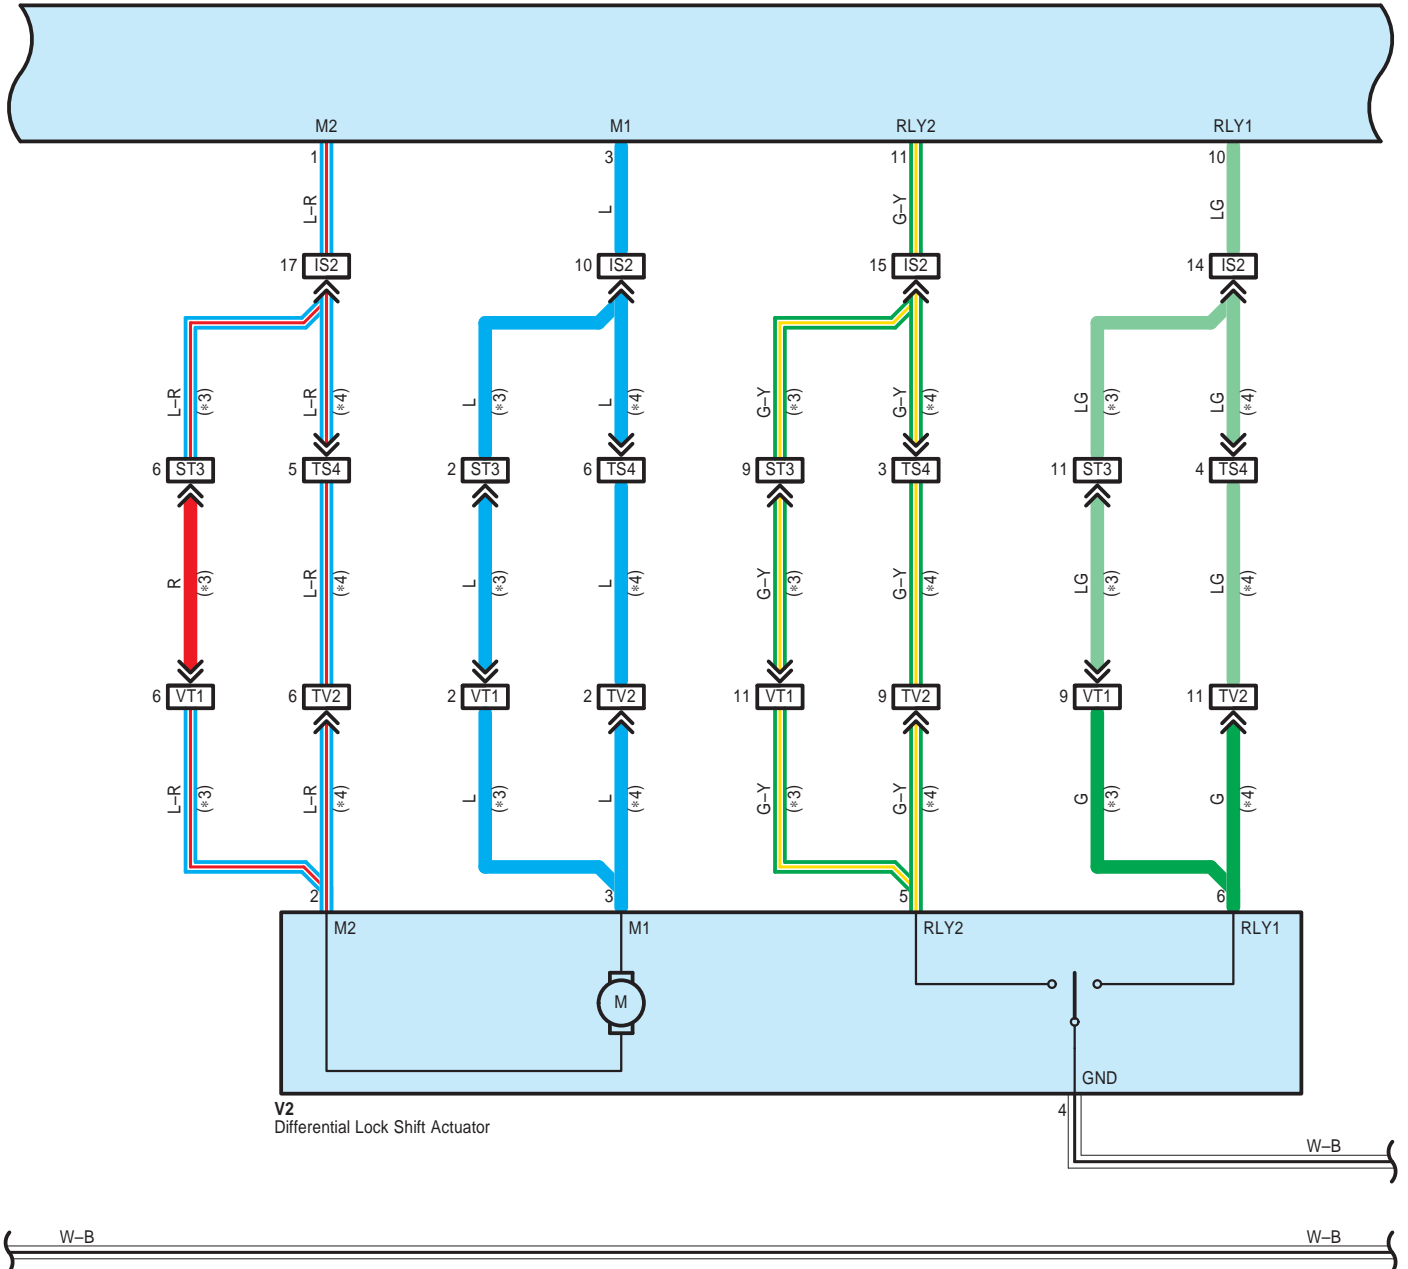 M2 M1 RLY2 RLY1
1 3 11 10
L–R L G–Y LG
17 IS2 10 IS2 15 IS2 14 IS2
L–R (*3) L–R (*4) L (*3) L (*4) G–Y (*3) G–Y (*4) LG (*3) LG (*4)
6 ST3 5 TS4 2 ST3 6 TS4 9 ST3 3 TS4 11 ST3 4 TS4
R (*3) L–R (*4) L (*3) L (*4) G–Y (*3) G–Y (*4) LG (*3) LG (*4)
6 VT1 6 TV2 2 VT1 2 TV2 11 VT1 9 TV2 9 VT1 11 TV2
L–R (*3) L–R (*4) L (*3) L (*4) G–Y (*3) G–Y (*4) G (*3) G (*4)
2 3 5 6
M2 M1 RLY2 RLY1
M
GND
V2
4
Differential Lock Shift Actuator
W–B
W–B W–B